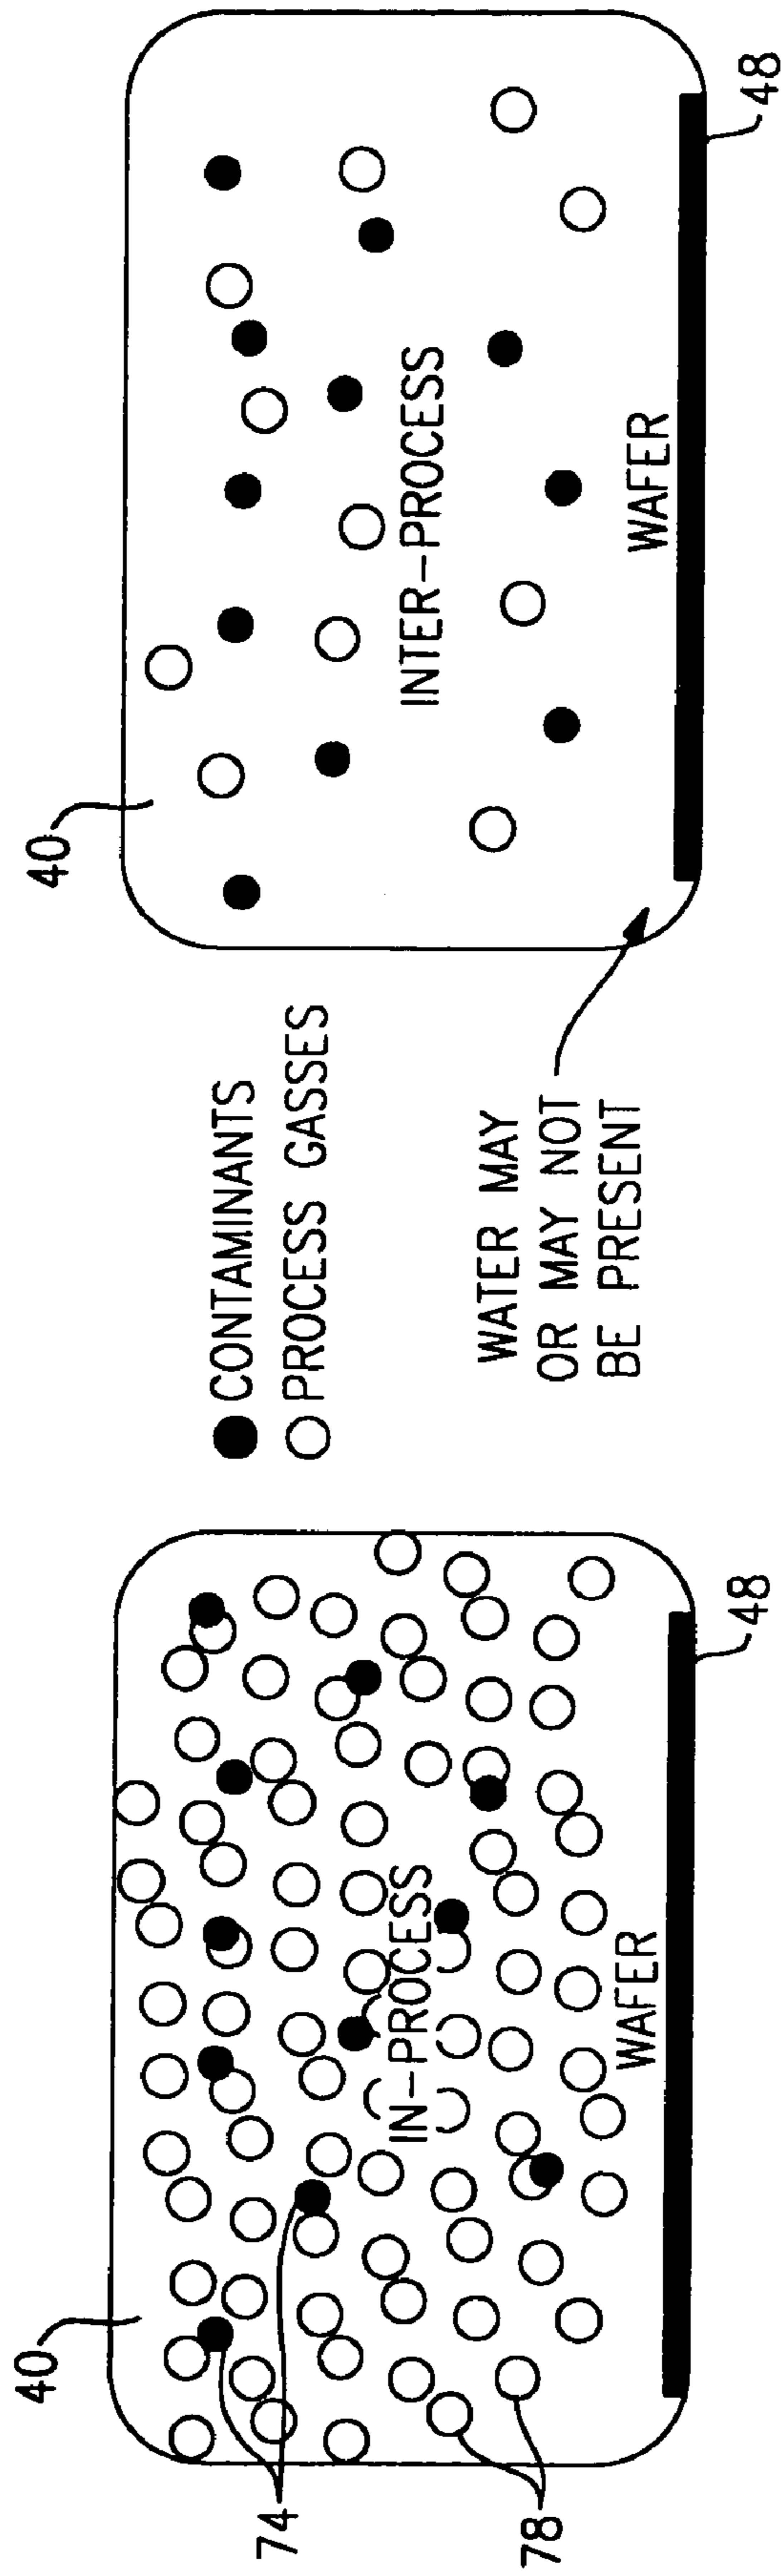 40
74
78
IN-PROCESS
WAFER
48
CONTAMINANTS
PROCESS GASSES
WATER MAY
OR MAY NOT
BE PRESENT
40
INTER-PROCESS
WAFER
48